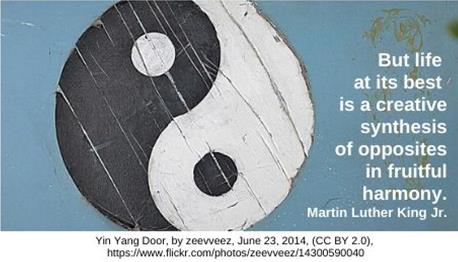 But life
at its best
is a creative
synthesis
of opposites
in fruitful
harmony.
Martin Luther King Jr.
Yin Yang Door, by zeevveez, June 23, 2014, (CC BY 2.0),
https://www.flickr.com/photos/zeevveez/14300590040